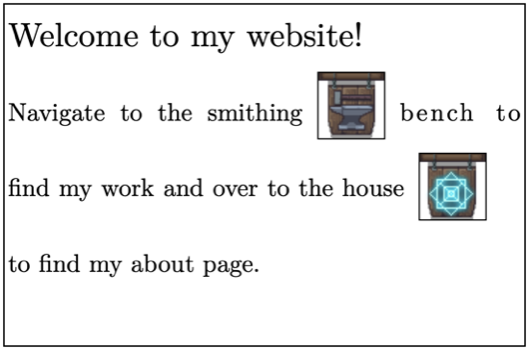 Welcome to my website!
Navigate to the smithing bench to
find my work and over to the house
to find my about page.